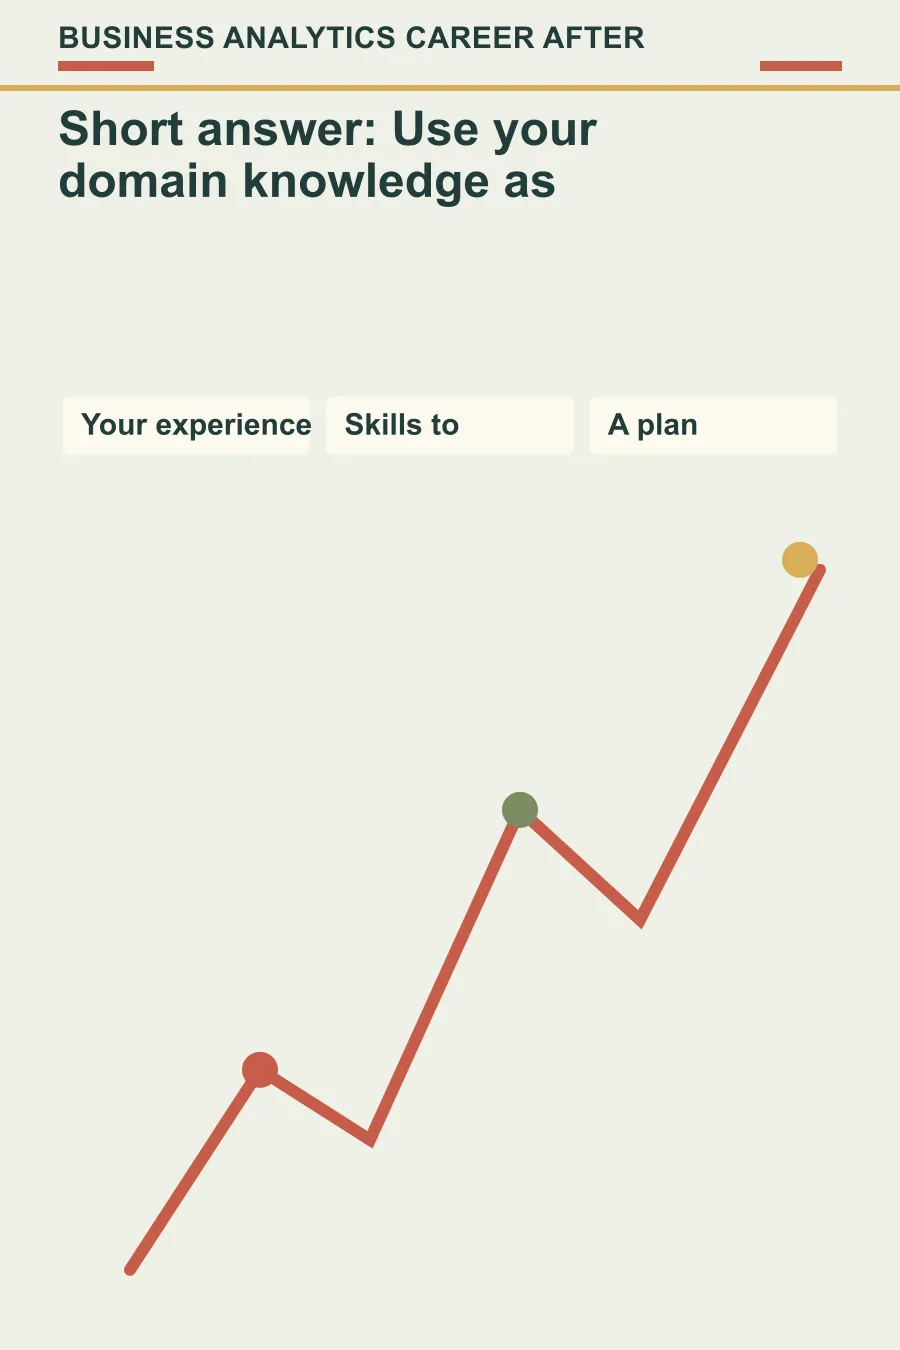 BUSINESS ANALYTICS CAREER AFTER
Short answer: Use your
domain knowledge as
Your experience
Skills to
A plan